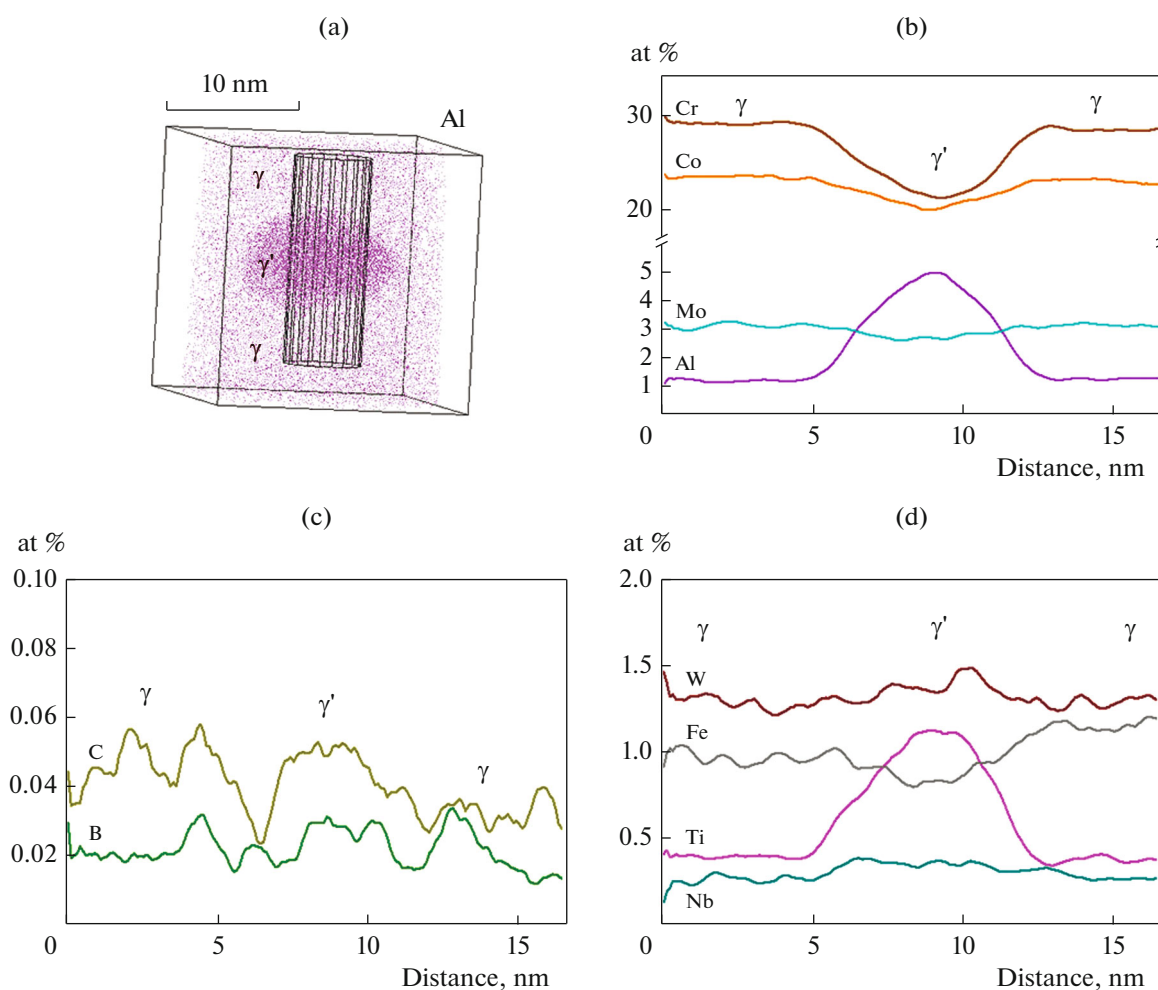 (a)
10 nm
Al
γ
γ'
γ
(b)
at %
30
20
5
4
3
2
1
Cr
Co
Mo
Al
γ
γ'
γ
0
5
10
15
Distance, nm
(c)
at %
0.10
0.08
0.06
0.04
0.02
C
B
γ
γ'
γ
0
5
10
15
Distance, nm
(d)
at %
2.0
1.5
1.0
0.5
γ
γ'
γ
W
Fe
Ti
Nb
0
5
10
15
Distance, nm